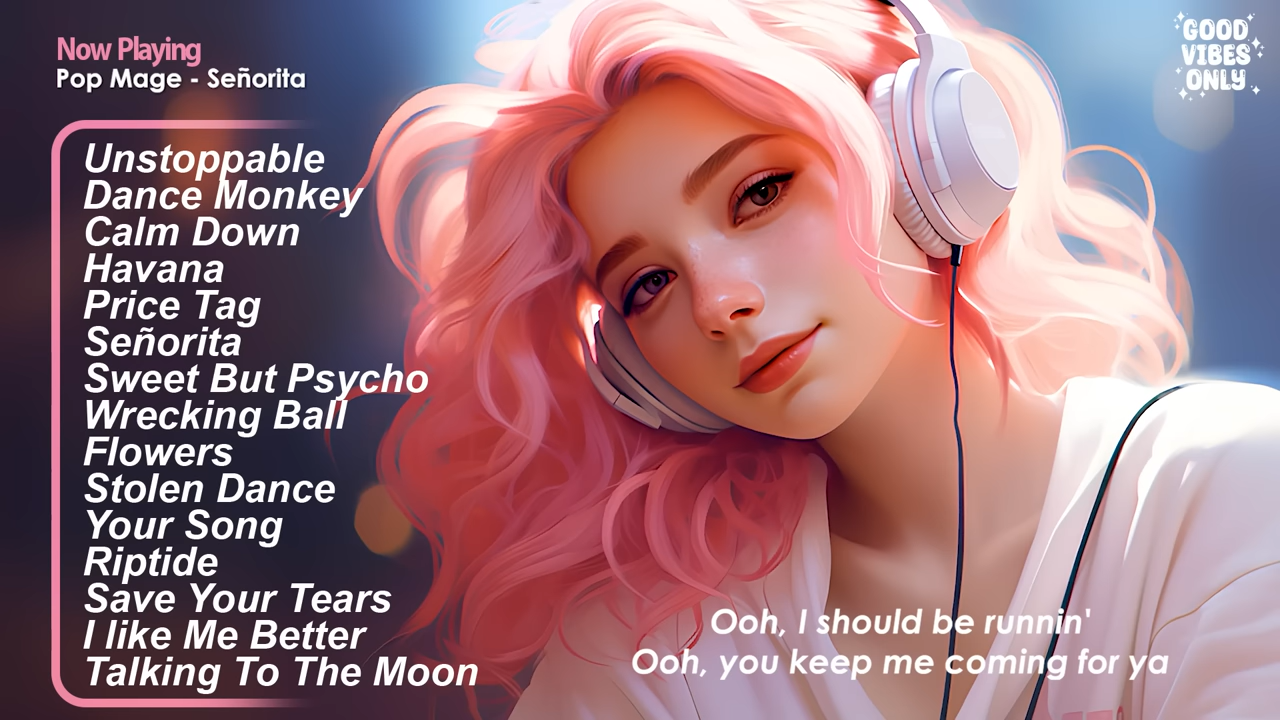 Now Playing
Pop Mage - Señorita
GOOD
VIBES
ONLY
Unstoppable
Dance Monkey
Calm Down
Havana
Price Tag
Señorita
Sweet But Psycho
Wrecking Ball
Flowers
Stolen Dance
Your Song
Riptide
Save Your Tears
I like Me Better
Talking To The Moon
Ooh, I should be runnin'
Ooh, you keep me coming for ya